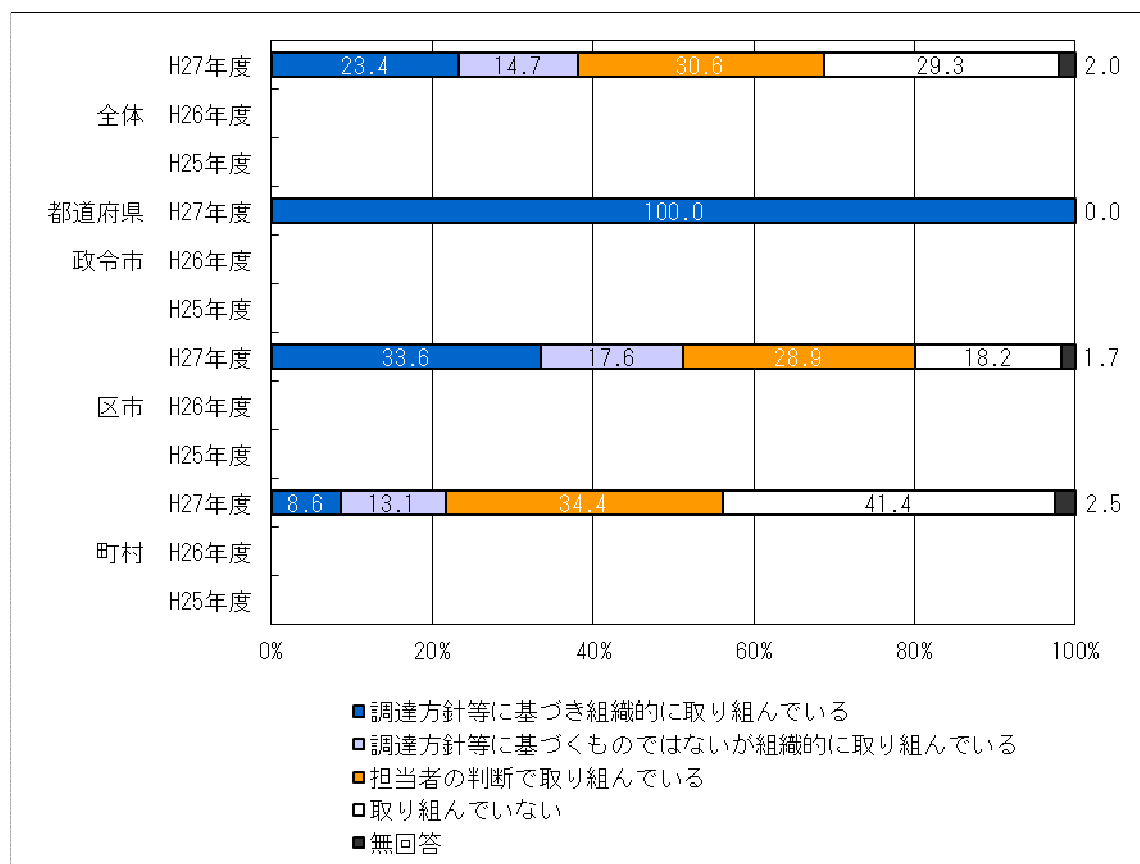 H27年度 23.4 14.7 30.6 29.3 2.0
全体 H26年度
H25年度
都道府県 H27年度 100.0 0.0
政令市 H26年度
H25年度
H27年度 33.6 17.6 28.9 18.2 1.7
区市 H26年度
H25年度
H27年度 8.6 13.1 34.4 41.4 2.5
町村 H26年度
H25年度
0% 20% 40% 60% 80% 100%
調達方針等に基づき組織的に取り組んでいる
調達方針等に基づくものではないが組織的に取り組んでいる
担当者の判断で取り組んでいる
取り組んでいない
無回答